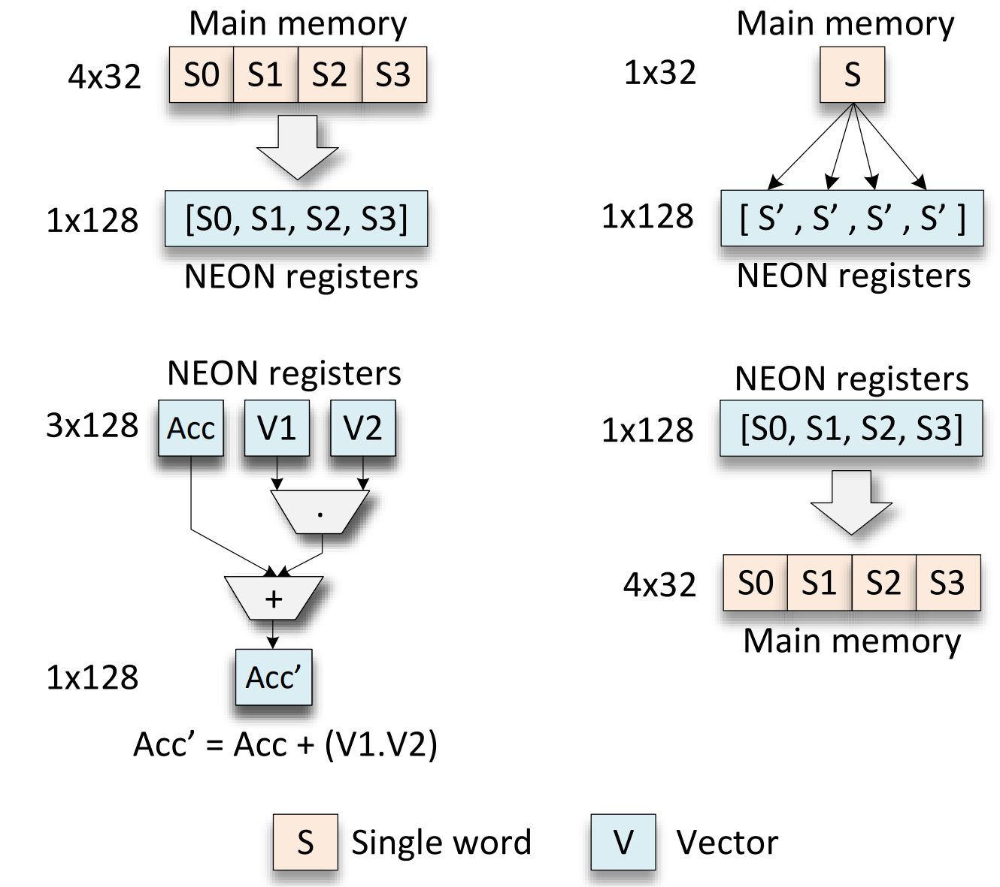 Main memory
4x32 S0 S1 S2 S3
1x128 [S0, S1, S2, S3]
NEON registers
Main memory
1x32 S
1x128 [ S’ , S’ , S’ , S’ ]
NEON registers
NEON registers
3x128 Acc V1 V2
.
+
1x128 Acc’
Acc’ = Acc + (V1.V2)
NEON registers
1x128 [S0, S1, S2, S3]
4x32 S0 S1 S2 S3
Main memory
S Single word V Vector